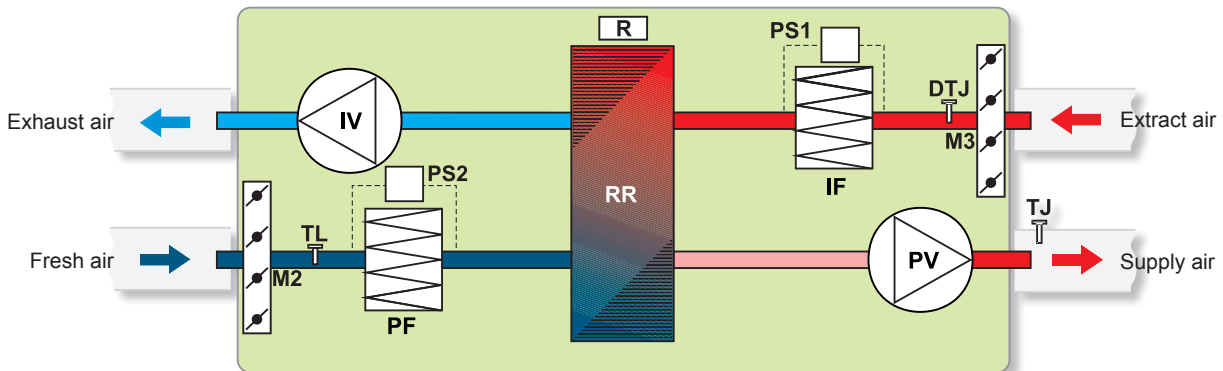 R
PS1
DTJ
Exhaust air
IV
Extract air
M3
PS2
IF
RR
TJ
TL
Fresh air
PV
Supply air
M2
PF